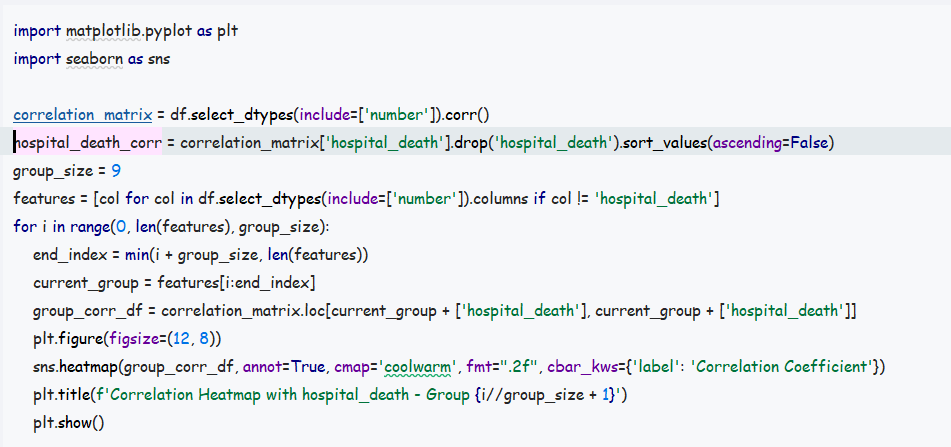 import matplotlib.pyplot as plt
import seaborn as sns
correlation_matrix = df.select_dtypes(include=['number']).corr()
hospital_death_corr = correlation_matrix['hospital_death'].drop('hospital_death').sort_values(ascending=False)
group_size = 9
features = [col for col in df.select_dtypes(include=['number']).columns if col != 'hospital_death']
for i in range(0, len(features), group_size):
    end_index = min(i + group_size, len(features))
    current_group = features[i:end_index]
    group_corr_df = correlation_matrix.loc[current_group + ['hospital_death'], current_group + ['hospital_death']]
    plt.figure(figsize=(12, 8))
    sns.heatmap(group_corr_df, annot=True, cmap='coolwarm', fmt=".2f", cbar_kws={'label': 'Correlation Coefficient'})
    plt.title(f'Correlation Heatmap with hospital_death - Group {i//group_size + 1}')
    plt.show()